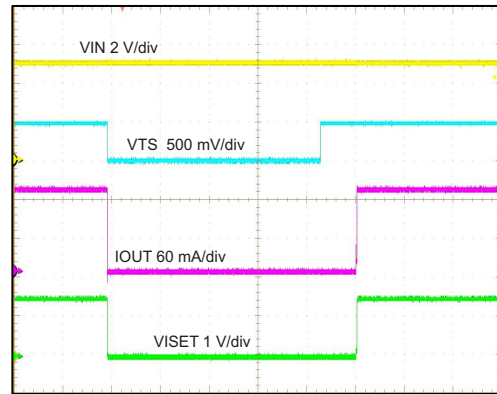 VIN 2 V/div
VTS 500 mV/div
IOUT 60 mA/div
VISET 1 V/div